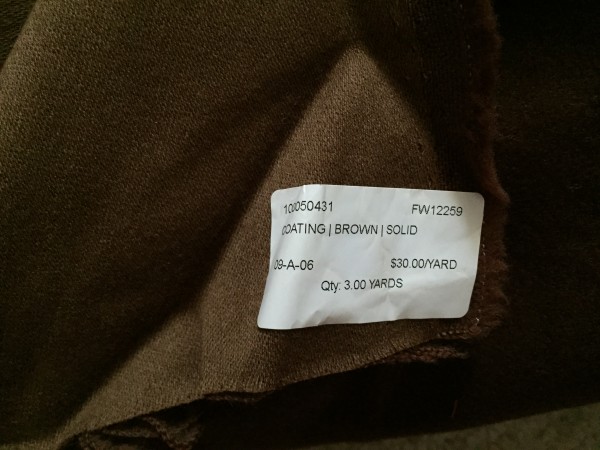 100050431 FW12259
COATING | BROWN | SOLID
09-A-06 $30.00/YARD
Qty: 3.00 YARDS